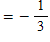 = -1/3